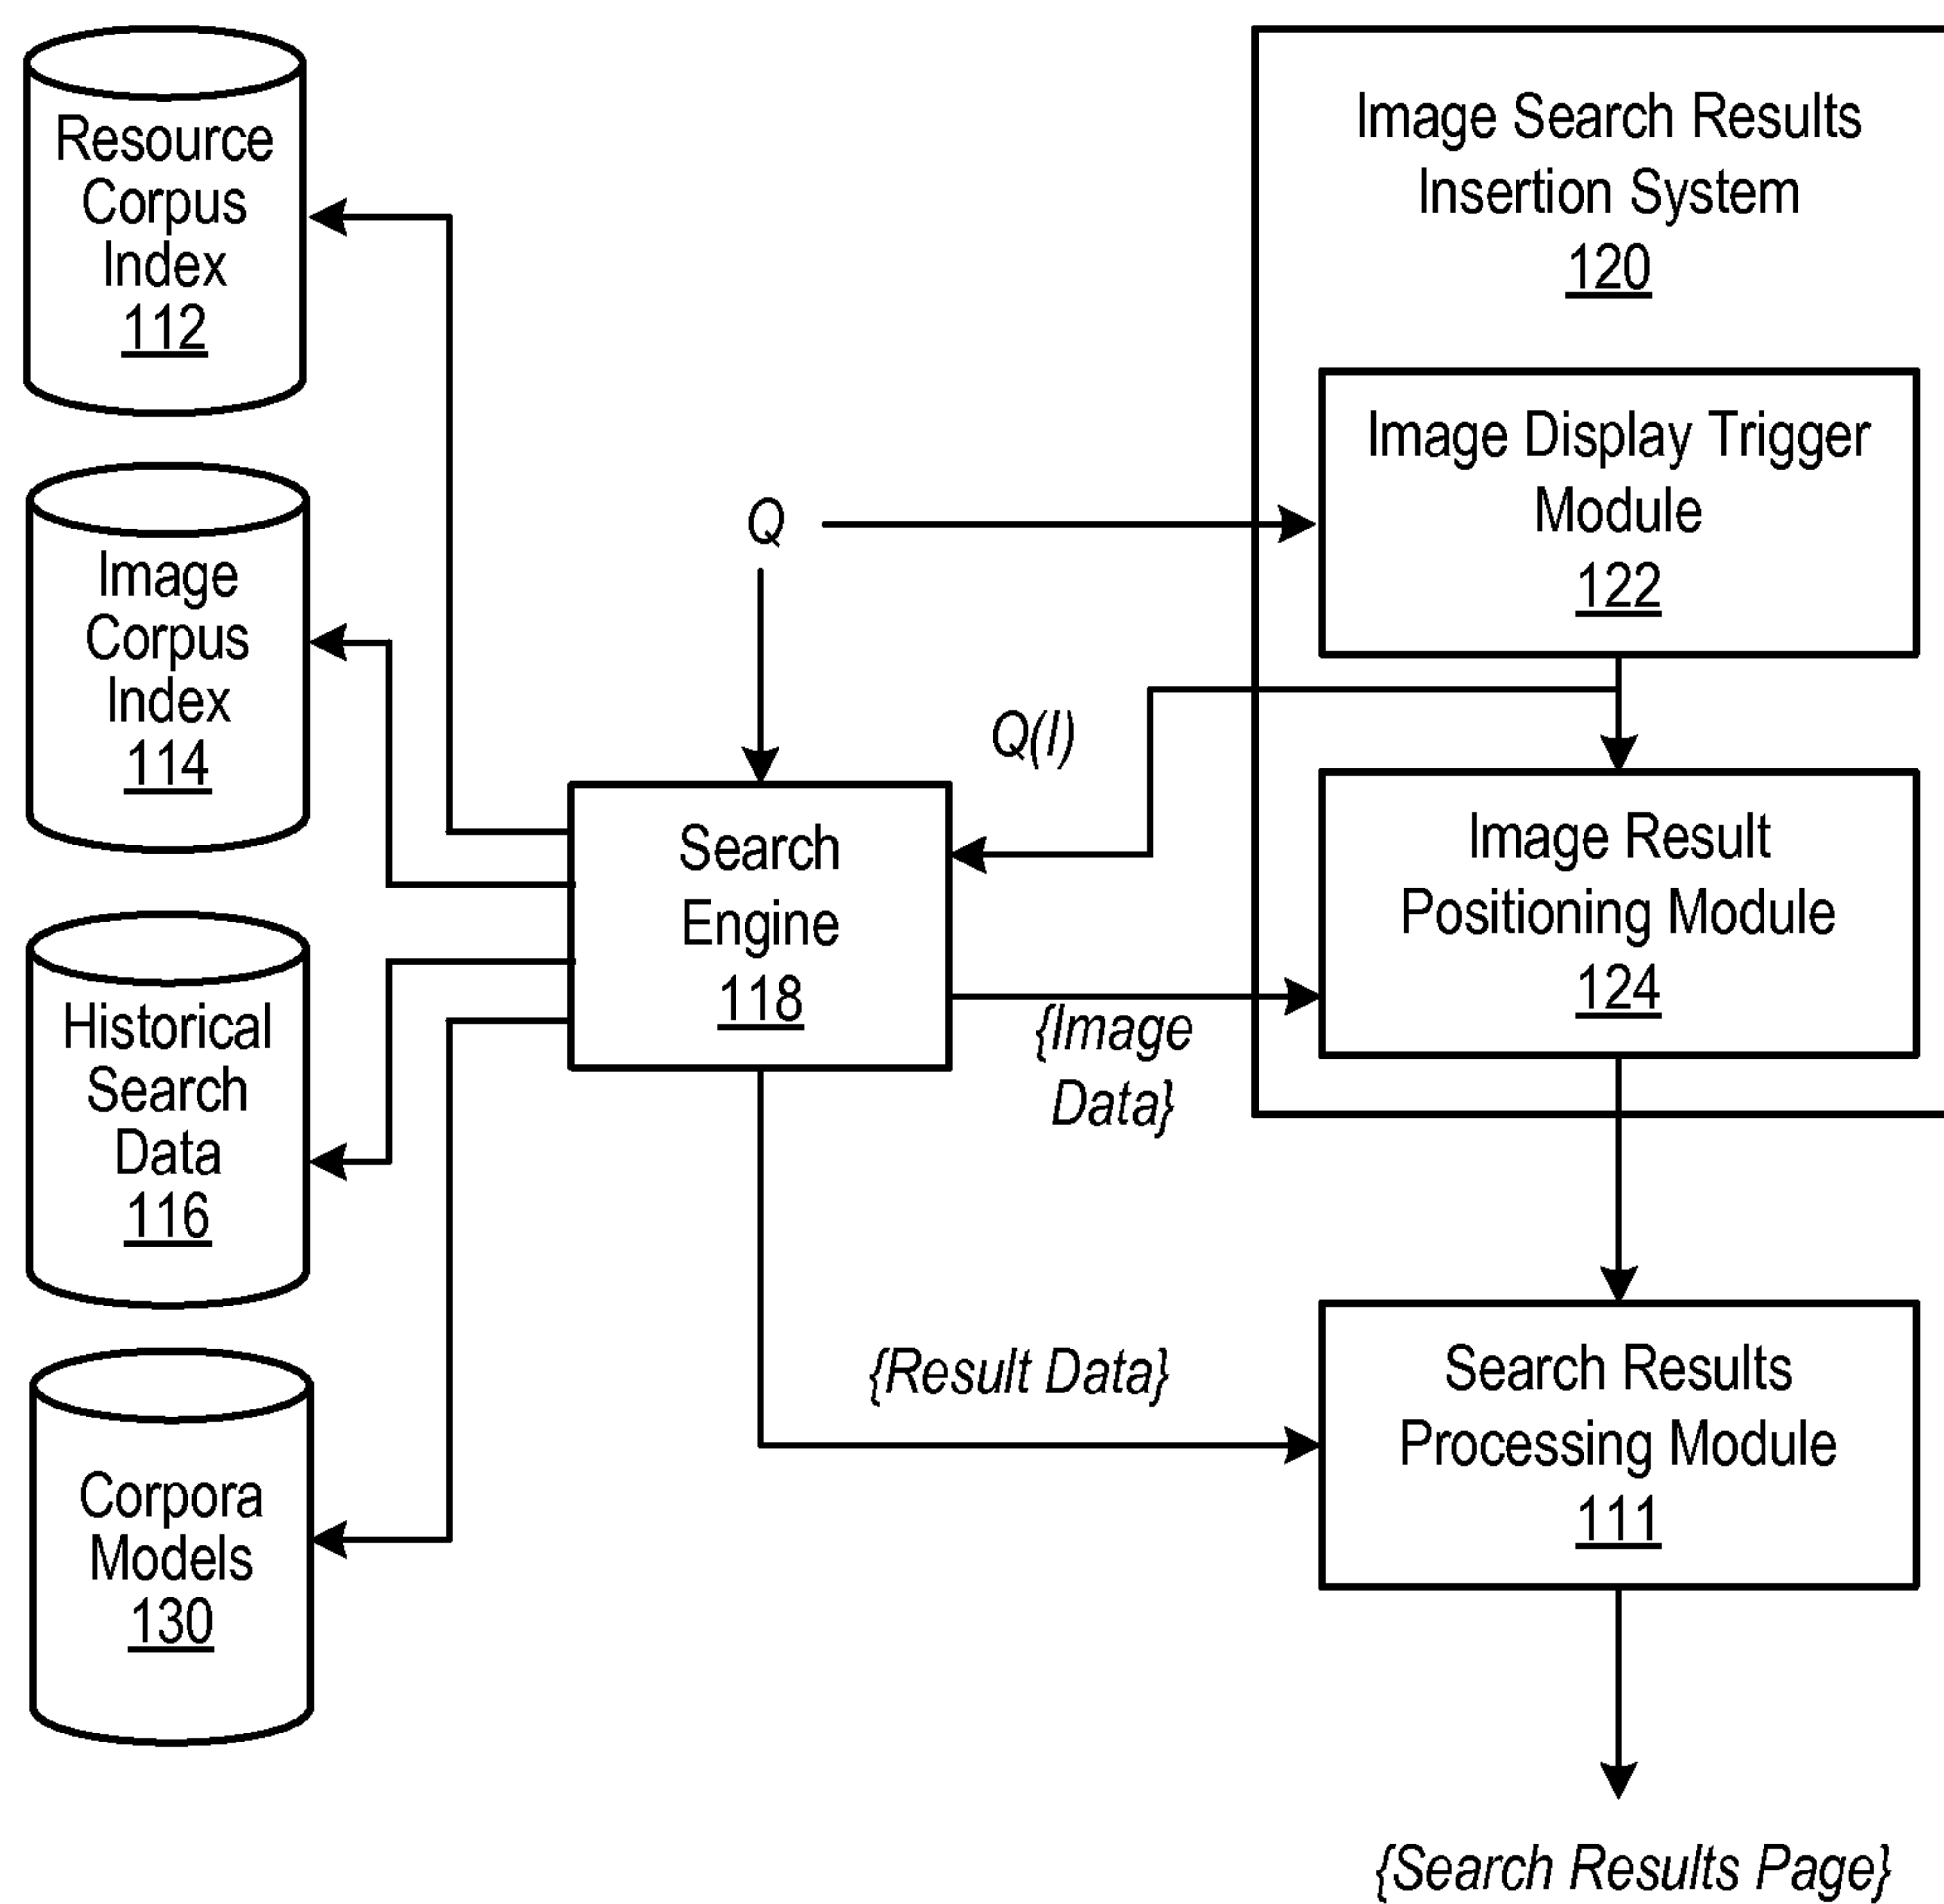 Resource
Corpus
Index
112
Image
Corpus
Index
114
Historical
Search
Data
116
Corpora
Models
130
Q
Q(I)
Search
Engine
118
{Image
Data}
{Result Data}
Image Search Results
Insertion System
120
Image Display Trigger
Module
122
Image Result
Positioning Module
124
Search Results
Processing Module
111
{Search Results Page}